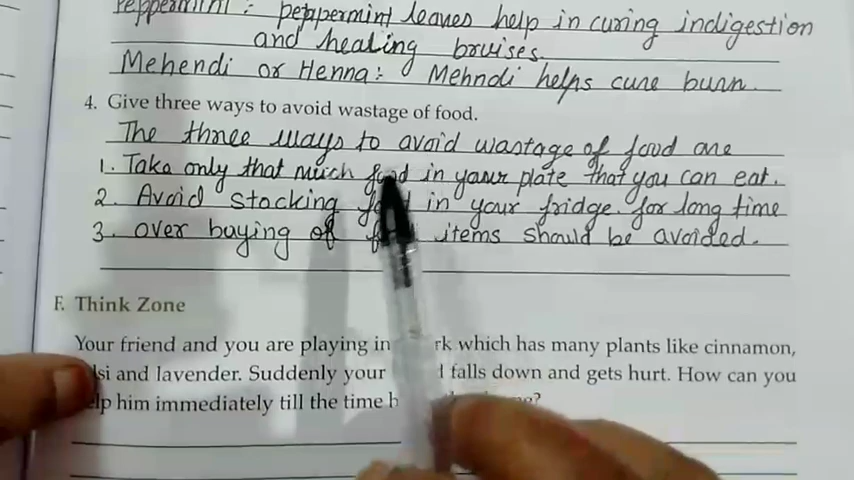 Peppermint : peppermint leaves help in curing indigestion
and healing bruises
Mehendi or Henna: Mehndi helps cure burn.
4. Give three ways to avoid wastage of food.
The three ways to avoid wastage of food are
1. Take only that much food in your plate that you can eat.
2. Avoid stocking in your fridge for long time
3. over buying of items should be avoided.
F. Think Zone
Your friend and you are playing in which has many plants like cinnamon,
and lavender. Suddenly your falls down and gets hurt. How can you
him immediately till the time